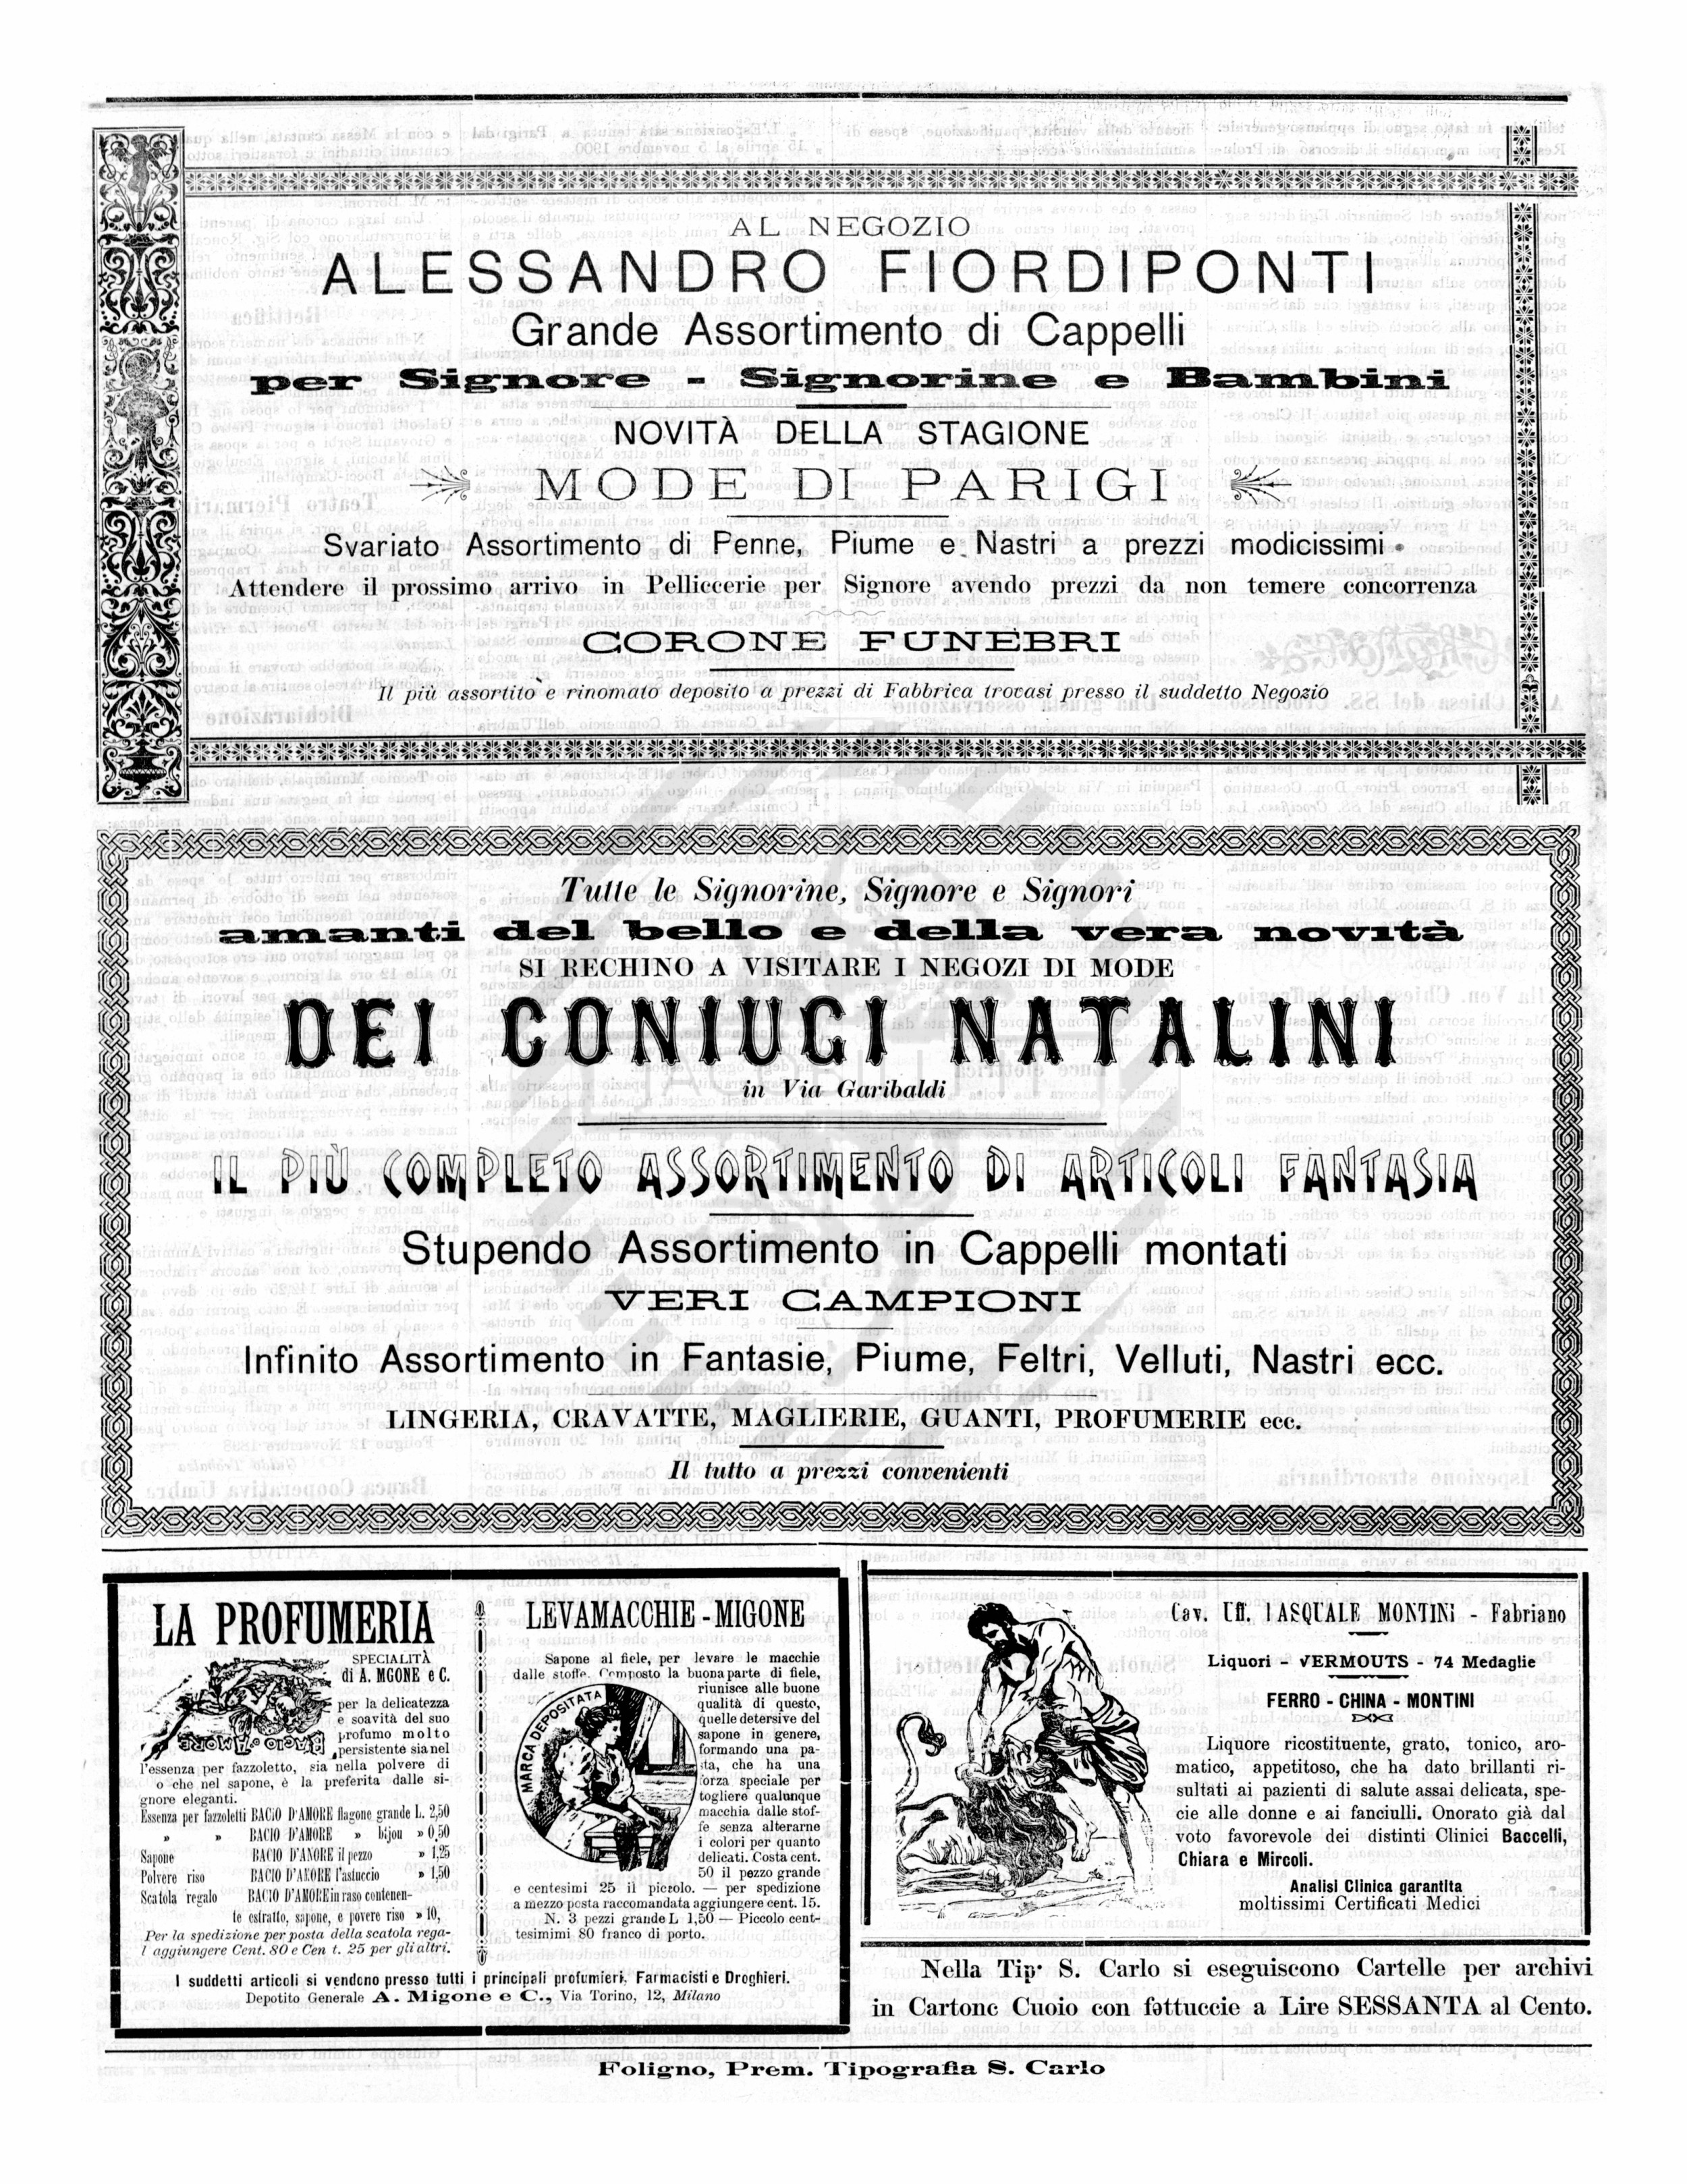 AL NEGOZIO
ALESSANDRO FIORDIPONTI
Grande Assortimento di Cappelli
per Signore - Signorine e Bambini
NOVITÀ DELLA STAGIONE
MODE DI PARIGI
Svariato Assortimento di Penne, Piume e Nastri a prezzi modicissimi
Attendere il prossimo arrivo in Pelliccerie per Signore avendo prezzi da non temere concorrenza
CORONE FUNEBRI
Il più assortito e rinomato deposito a prezzi di Fabbrica trovasi presso il suddetto Negozio
Tutte le Signorine, Signore e Signori
amanti del bello e della vera novità
SI RECHINO A VISITARE I NEGOZI DI MODE
DEI CONIUGI NATALINI
in Via Garibaldi
IL PIÙ COMPLETO ASSORTIMENTO DI ARTICOLI FANTASIA
Stupendo Assortimento in Cappelli montati
VERI CAMPIONI
Infinito Assortimento in Fantasie, Piume, Feltri, Velluti, Nastri ecc.
LINGERIA, CRAVATTE, MAGLIERIE, GUANTI, PROFUMERIE ecc.
Il tutto a prezzi convenienti
LA PROFUMERIA
SPECIALITÀ
di A. MGONE e C.
BACIO D'AMORE
per la delicatezza
e soavità del suo
profumo molto
persistente sia nel
l'essenza per fazzoletto, sia nella polvere di
o che nel sapone, è la preferita dalle si-
gnore eleganti.
Essenza per fazzoletti BACiO D'AMORE flagone grande L. 2,50
» » BACIO D'AMORE » bijou » 0,50
Sapone BACIO D'ANORE il pezzo » 1,25
Polvere riso BACIO D'AMORE l'astuccio » 1,50
Scatola regalo BACIO D'AMORE in raso contenen-
te estratto, sapone, e povere riso » 10,
Per la spedizione per posta della scatola rega-
l aggiungere Cent. 80 e Cen t. 25 per gli altri.
LEVAMACCHIE - MIGONE
Sapone al fiele, per levare le macchie
dalle stoffe. Composto la buona parte di fiele,
riunisce alle buone
qualità di questo,
quelle detersive del
sapone in genere,
formando una pa-
sta, che ha una
forza speciale per
togliere qualunque
macchia dalle stof-
fe senza alterarne
i colori per quanto
delicati. Costa cent.
50 il pezzo grande
MARCA DEPOSITATA
e centesimi 25 il piccolo. — per spedizione
a mezzo posta raccomandata aggiungere cent. 15.
N. 3 pezzi grande L 1,50 — Piccolo cent-
tesimimi 80 franco di porto.
I suddetti articoli si vendono presso tutti i principali profumieri, Farmacisti e Droghieri.
Depotito Generale A. Migone e C., Via Torino, 12, Milano
Cav. Uff. PASQUALE MONTINI - Fabriano
Liquori - VERMOUTS - 74 Medaglie
FERRO - CHINA - MONTINI
Liquore ricostituente, grato, tonico, aro-
matico, appetitoso, che ha dato brillanti ri-
sultati ai pazienti di salute assai delicata, spe-
cie alle donne e ai fanciulli. Onorato già dal
voto favorevole dei distinti Clinici Baccelli,
Chiara e Mircoli.
Analisi Clinica garantita
moltissimi Certificati Medici
Nella Tip. S. Carlo si eseguiscono Cartelle per archivi
in Cartone Cuoio con fettuccie a Lire SESSANTA al Cento.
Foligno, Prem. Tipografia S. Carlo